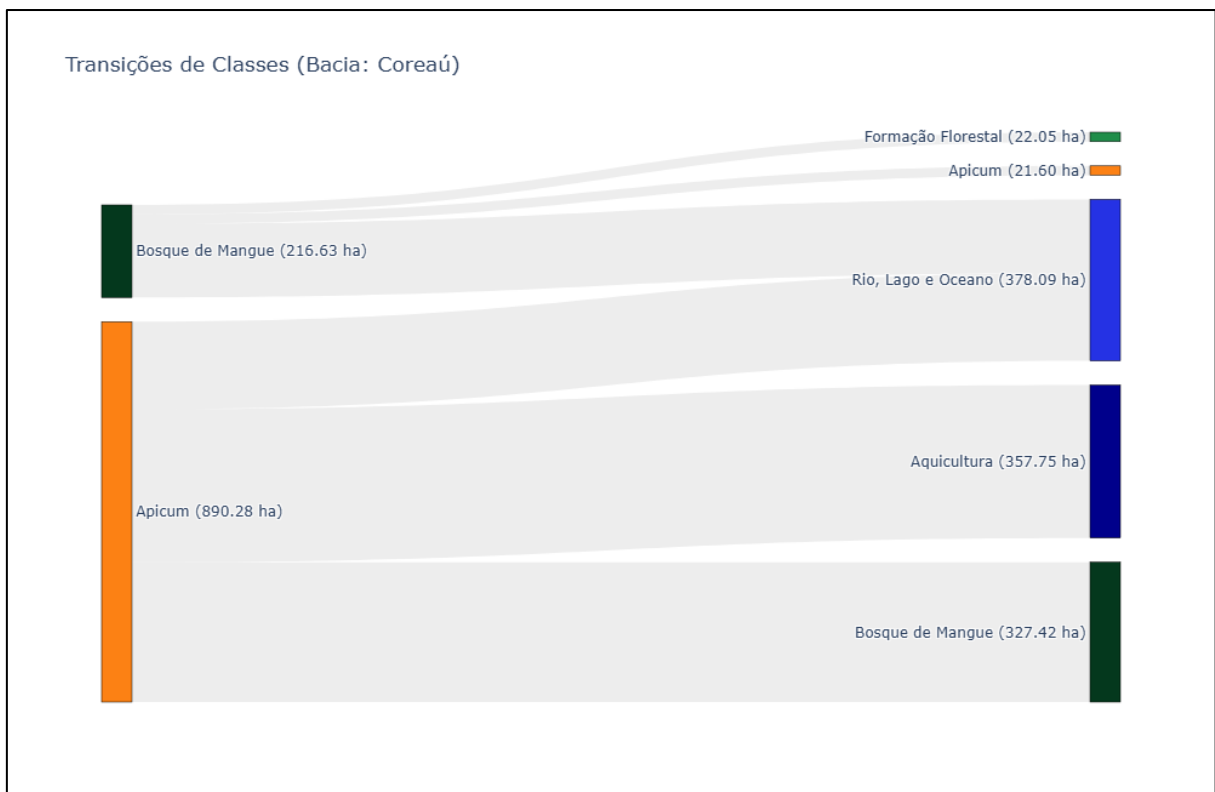 Transições de Classes (Bacia: Coreaú)
Formação Florestal (22.05 ha)
Apicum (21.60 ha)
Bosque de Mangue (216.63 ha)
Rio, Lago e Oceano (378.09 ha)
Aquicultura (357.75 ha)
Apicum (890.28 ha)
Bosque de Mangue (327.42 ha)